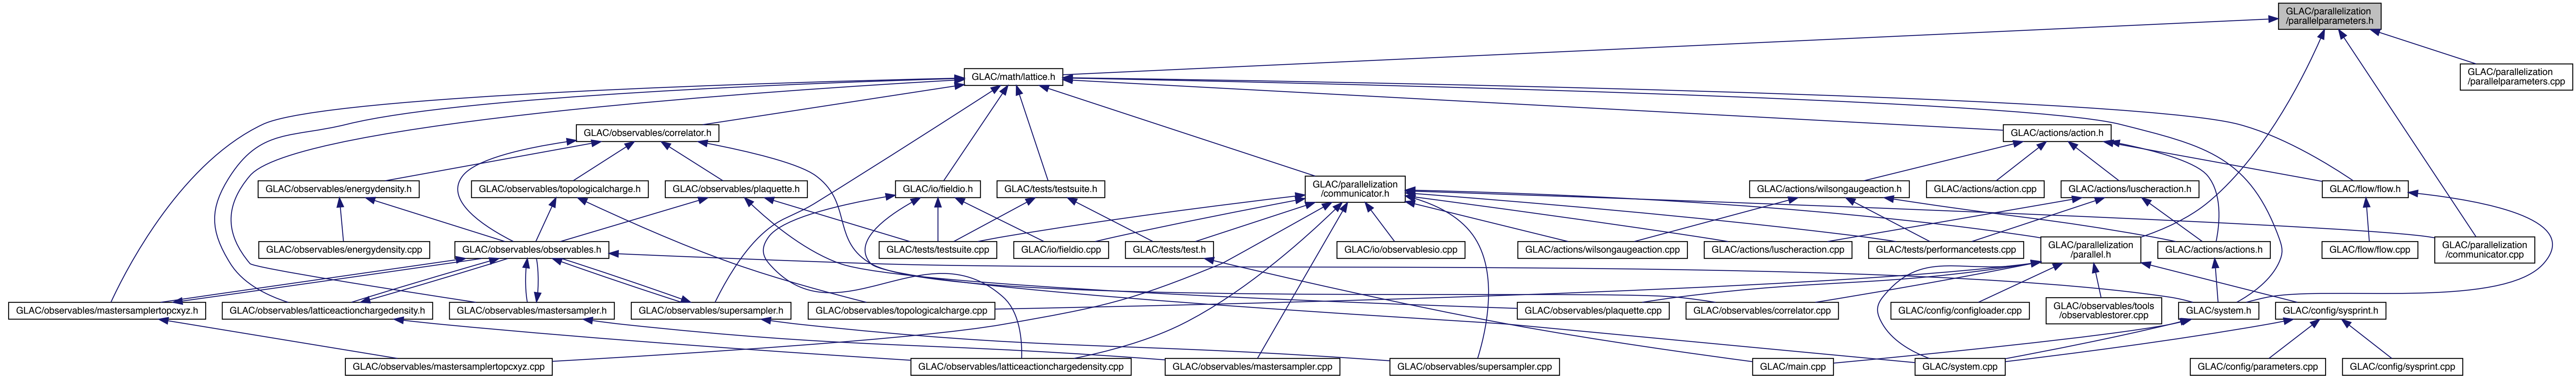 GLAC/parallelization
/parallelparameters.h
GLAC/math/lattice.h
GLAC/parallelization
/parallelparameters.cpp
GLAC/observables/correlator.h
GLAC/actions/action.h
GLAC/observables/energydensity.h
GLAC/observables/topologicalcharge.h
GLAC/observables/plaquette.h
GLAC/io/fieldio.h
GLAC/tests/testsuite.h
GLAC/parallelization
/communicator.h
GLAC/actions/wilsongaugeaction.h
GLAC/actions/action.cpp
GLAC/actions/luscheraction.h
GLAC/flow/flow.h
GLAC/observables/energydensity.cpp
GLAC/observables/observables.h
GLAC/tests/testsuite.cpp
GLAC/io/fieldio.cpp
GLAC/tests/test.h
GLAC/io/observablesio.cpp
GLAC/actions/wilsongaugeaction.cpp
GLAC/actions/luscheraction.cpp
GLAC/tests/performancetests.cpp
GLAC/parallelization
/parallel.h
GLAC/actions/actions.h
GLAC/flow/flow.cpp
GLAC/parallelization
/communicator.cpp
GLAC/observables/mastersamplertopcxyz.h
GLAC/observables/latticeactionchargedensity.h
GLAC/observables/mastersampler.h
GLAC/observables/supersampler.h
GLAC/observables/topologicalcharge.cpp
GLAC/observables/plaquette.cpp
GLAC/observables/correlator.cpp
GLAC/config/configloader.cpp
GLAC/observables/tools
/observablestorer.cpp
GLAC/system.h
GLAC/config/sysprint.h
GLAC/observables/mastersamplertopcxyz.cpp
GLAC/observables/latticeactionchargedensity.cpp
GLAC/observables/mastersampler.cpp
GLAC/observables/supersampler.cpp
GLAC/main.cpp
GLAC/system.cpp
GLAC/config/parameters.cpp
GLAC/config/sysprint.cpp